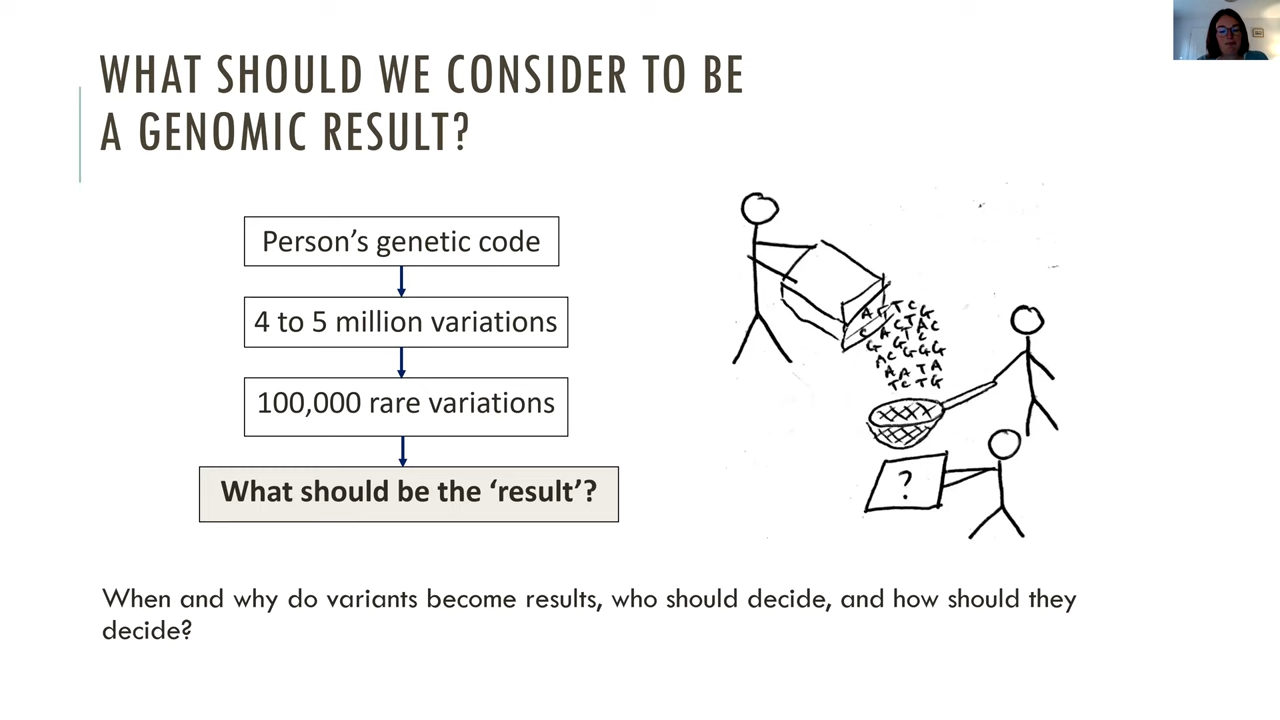 WHAT SHOULD WE CONSIDER TO BE
A GENOMIC RESULT?
Person's genetic code
4 to 5 million variations
100,000 rare variations
What should be the ‘result’?
A G T C G
C A C T A C
G G T C
A C G G G
A A T A
T C T G
?
When and why do variants become results, who should decide, and how should they
decide?